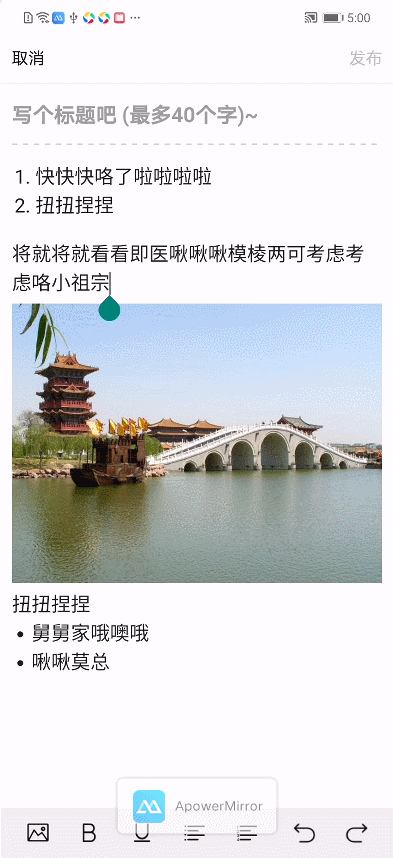 5:00
取消
发布
写个标题吧 (最多40个字)~
1. 快快快咯了啦啦啦啦
2. 扭扭捏捏
将就将就看看即医啾啾啾模棱两可考虑考
虑咯小祖宗
扭扭捏捏
• 舅舅家哦噢哦
• 啾啾莫总
ApowerMirror
B
U